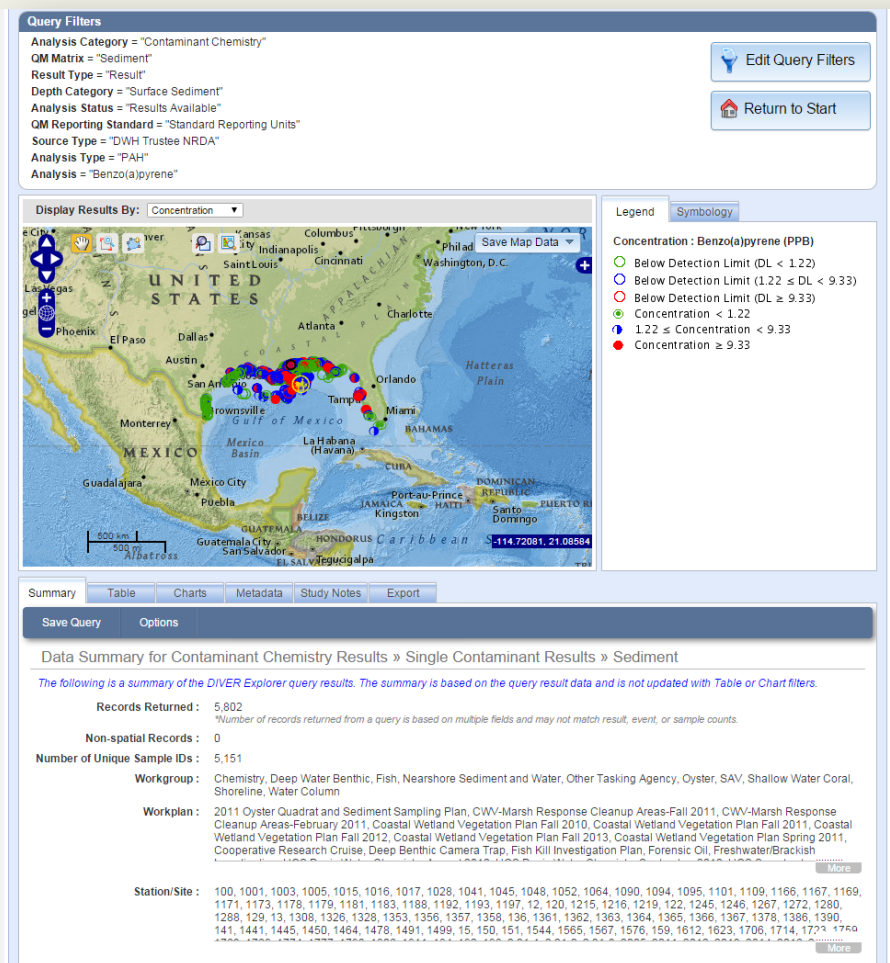 Query Filters
Analysis Category = "Contaminant Chemistry"
QM Matrix = "Sediment"
Result Type = "Result"
Depth Category = "Surface Sediment"
Analysis Status = "Results Available"
QM Reporting Standard = "Standard Reporting Units"
Source Type = "DWH Trustee NRDA"
Analysis Type = "PAH"
Analysis = "Benzo(a)pyrene"
Edit Query Filters
Return to Start
Display Results By: Concentration
Save Map Data
Kansas
City
Columbus
Indianapolis
Saint Louis
Cincinnati
Philad
Washington, D.C.
UNITED
STATES
APPALACHIAN
Las Vegas
Phoenix
El Paso
Dallas
Atlanta
Charlotte
COASTAL PLAIN
Austin
San Antonio
Hatteras
Plain
Orlando
Tampa
Brownsville
Miami
Monterrey
Gulf of Mexico
BAHAMAS
MEXICO
Mexico
Basin
La Habana
(Havana)
CUBA
Guadalajara
Mexico City
Puebla
DOMINICAN
REPUBLIC
Port-au-Prince
JAMAICA
HAITI
Kingston
Santo
Domingo
PUERTO RI
BELIZE
500 km
500 mi
GUATEMALA
Guatemala City
HONDORUS
Caribbean S
-114.72081, 21.08584
Albatross
San Salvador
EL SALV
Tegucigalpa
Legend
Symbology
Concentration : Benzo(a)pyrene (PPB)
Below Detection Limit (DL < 1.22)
Below Detection Limit (1.22 ≤ DL < 9.33)
Below Detection Limit (DL ≥ 9.33)
Concentration < 1.22
1.22 ≤ Concentration < 9.33
Concentration ≥ 9.33
Summary Table Charts Metadata Study Notes Export
Save Query Options
Data Summary for Contaminant Chemistry Results » Single Contaminant Results » Sediment
The following is a summary of the DIVER Explorer query results. The summary is based on the query result data and is not updated with Table or Chart filters.
Records Returned : 5,802
*Number of records returned from a query is based on multiple fields and may not match result, event, or sample counts.
Non-spatial Records : 0
Number of Unique Sample IDs : 5,151
Workgroup : Chemistry, Deep Water Benthic, Fish, Nearshore Sediment and Water, Other Tasking Agency, Oyster, SAV, Shallow Water Coral,
Shoreline, Water Column
Workplan : 2011 Oyster Quadrat and Sediment Sampling Plan, CWV-Marsh Response Cleanup Areas-Fall 2011, CWV-Marsh Response
Cleanup Areas-February 2011, Coastal Wetland Vegetation Plan Fall 2010, Coastal Wetland Vegetation Plan Fall 2011, Coastal
Wetland Vegetation Plan Fall 2012, Coastal Wetland Vegetation Plan Fall 2013, Coastal Wetland Vegetation Plan Spring 2011,
Cooperative Research Cruise, Deep Benthic Camera Trap, Fish Kill Investigation Plan, Forensic Oil, Freshwater/Brackish
More
Station/Site : 100, 1001, 1003, 1005, 1015, 1016, 1017, 1028, 1041, 1045, 1048, 1052, 1064, 1090, 1094, 1095, 1101, 1109, 1166, 1167, 1169,
1171, 1173, 1178, 1179, 1181, 1183, 1188, 1192, 1193, 1197, 12, 120, 1215, 1216, 1219, 122, 1245, 1246, 1267, 1272, 1280,
1288, 129, 13, 1308, 1326, 1328, 1353, 1356, 1357, 1358, 136, 1361, 1362, 1363, 1364, 1365, 1366, 1367, 1378, 1386, 1390,
141, 1441, 1445, 1450, 1464, 1478, 1491, 1499, 15, 150, 151, 1544, 1565, 1567, 1576, 159, 1612, 1623, 1706, 1714, 1723, 1759
More